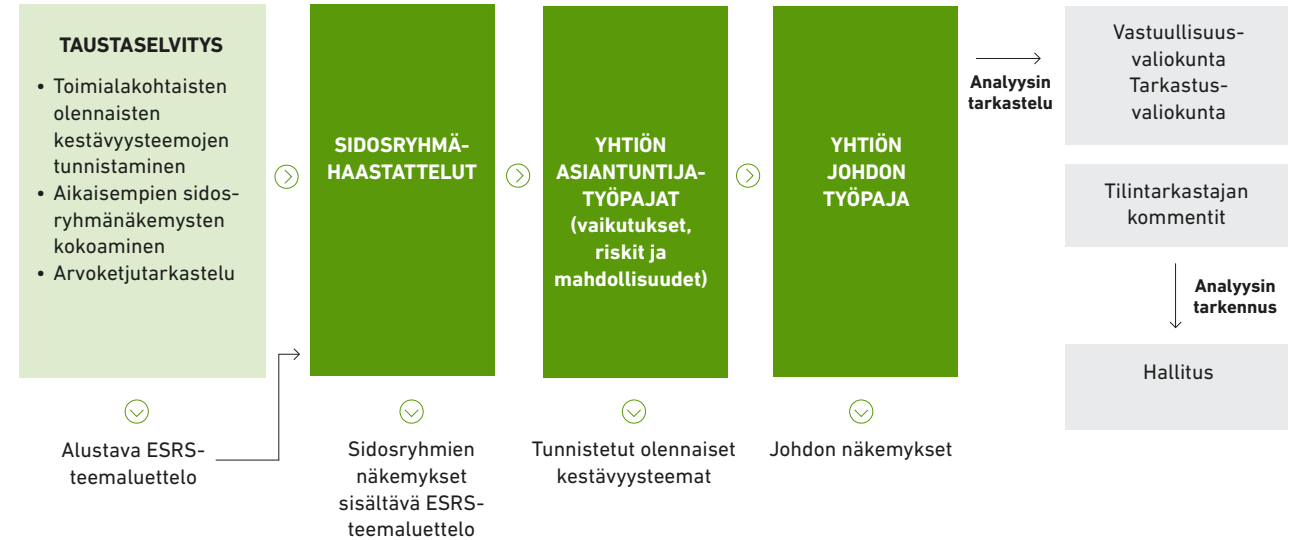 TAUSTASELVITYS
• Toimialakohtaisten
olennaisten
kestävyysteemojen
tunnistaminen
• Aikaisempien sidos-
ryhmänäkemysten
kokoaminen
• Arvoketjutarkastelu
Alustava ESRS-
teemaluettelo
SIDOSRYHMÄ-
HAASTATTELUT
Sidosryhmien
näkemykset
sisältävä ESRS-
teemaluettelo
YHTIÖN
ASIANTUNTIJA-
TYÖPAJAT
(vaikutukset,
riskit ja
mahdollisuudet)
Tunnistetut olennaiset
kestävyysteemat
YHTIÖN
JOHDON
TYÖPAJA
Johdon näkemykset
Analyysin
tarkastelu
Vastuullisuus-
valiokunta
Tarkastus-
valiokunta
Tilintarkastajan
kommentit
Analyysin
tarkennus
Hallitus